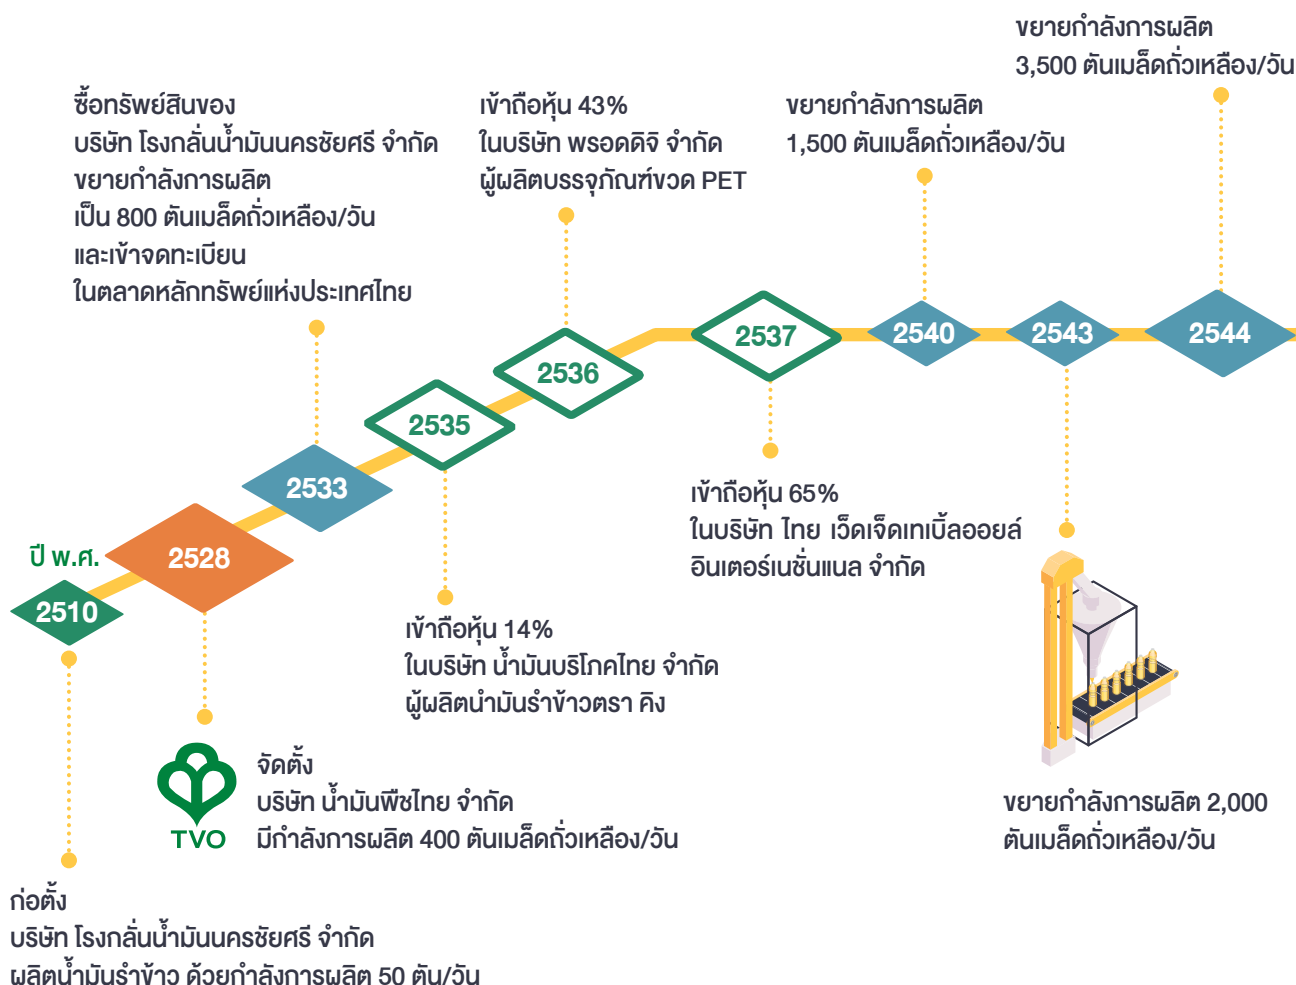 ปี พ.ศ.
2510
ก่อตั้ง
บริษัท โรงกลั่นน้ำมันนครชัยศรี จำกัด
ผลิตน้ำมันรำข้าว ด้วยกำลังการผลิต 50 ตัน/วัน
2528
TVO
จัดตั้ง
บริษัท น้ำมันพืชไทย จำกัด
มีกำลังการผลิต 400 ตันเมล็ดถั่วเหลือง/วัน
2533
ซื้อทรัพย์สินของ
บริษัท โรงกลั่นน้ำมันนครชัยศรี จำกัด
ขยายกำลังการผลิต
เป็น 800 ตันเมล็ดถั่วเหลือง/วัน
และเข้าจดทะเบียน
ในตลาดหลักทรัพย์แห่งประเทศไทย
2535
เข้าถือหุ้น 14%
ในบริษัท น้ำมันบริโภคไทย จำกัด
ผู้ผลิตนำมันรำข้าวตรา คิง
2536
เข้าถือหุ้น 43%
ในบริษัท พรอดดิจิ จำกัด
ผู้ผลิตบรรจุภัณฑ์ขวด PET
2537
เข้าถือหุ้น 65%
ในบริษัท ไทย เว็ดเจ็ดเทเบิ้ลออยล์
อินเตอร์เนชั่นแนล จำกัด
2540
ขยายกำลังการผลิต
1,500 ตันเมล็ดถั่วเหลือง/วัน
2543
ขยายกำลังการผลิต 2,000
ตันเมล็ดถั่วเหลือง/วัน
2544
ขยายกำลังการผลิต
3,500 ตันเมล็ดถั่วเหลือง/วัน